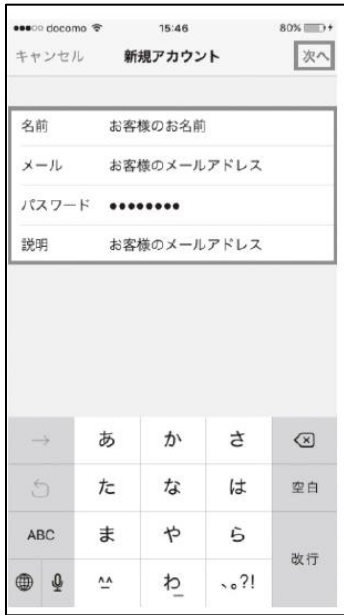 docomo 15:46 80%
キャンセル 新規アカウント 次へ
名前 お客様のお名前
メール お客様のメールアドレス
パスワード ●●●●●●●●
説明 お客様のメールアドレス
→ あ か さ
た な は 空白
ABC ま や ら
改行
^^ わ_ 、。?!